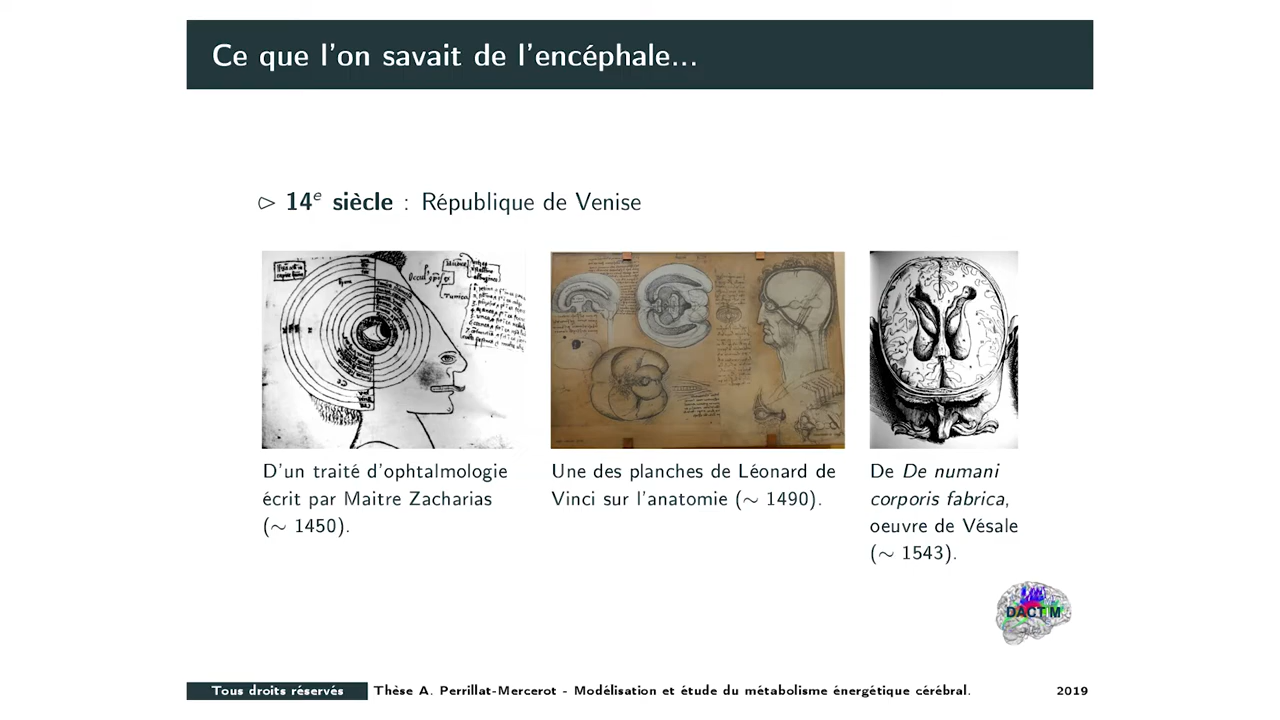 Ce que l'on savait de l'encéphale...
▻ 14e siècle : République de Venise
D'un traité d'ophtalmologie
écrit par Maitre Zacharias
(∼ 1450).
Une des planches de Léonard de
Vinci sur l'anatomie (∼ 1490).
De De numani
corporis fabrica,
oeuvre de Vésale
(∼ 1543).
DACTIM
Tous droits réservés Thèse A. Perrillat-Mercerot - Modélisation et étude du métabolisme énergétique cérébral. 2019